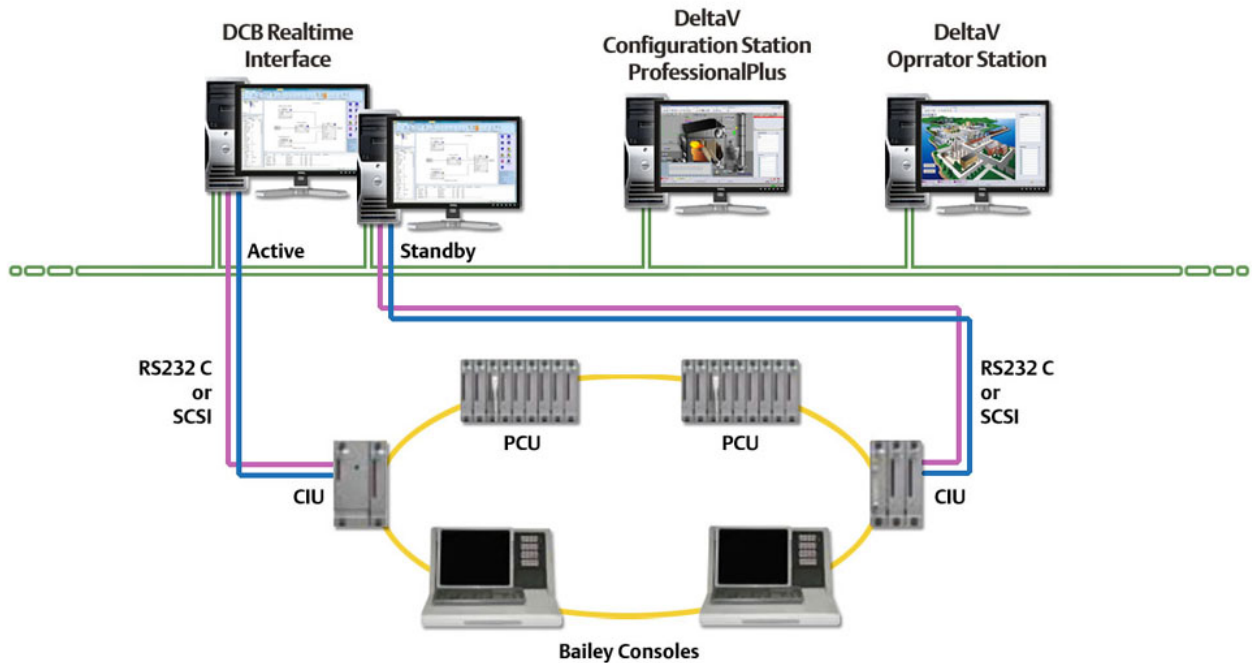 DCB Realtime
Interface
DeltaV
Configuration Station
ProfessionalPlus
DeltaV
Oprrator Station
Active
Standby
RS232 C
or
SCSI
RS232 C
or
SCSI
PCU
PCU
CIU
CIU
Bailey Consoles